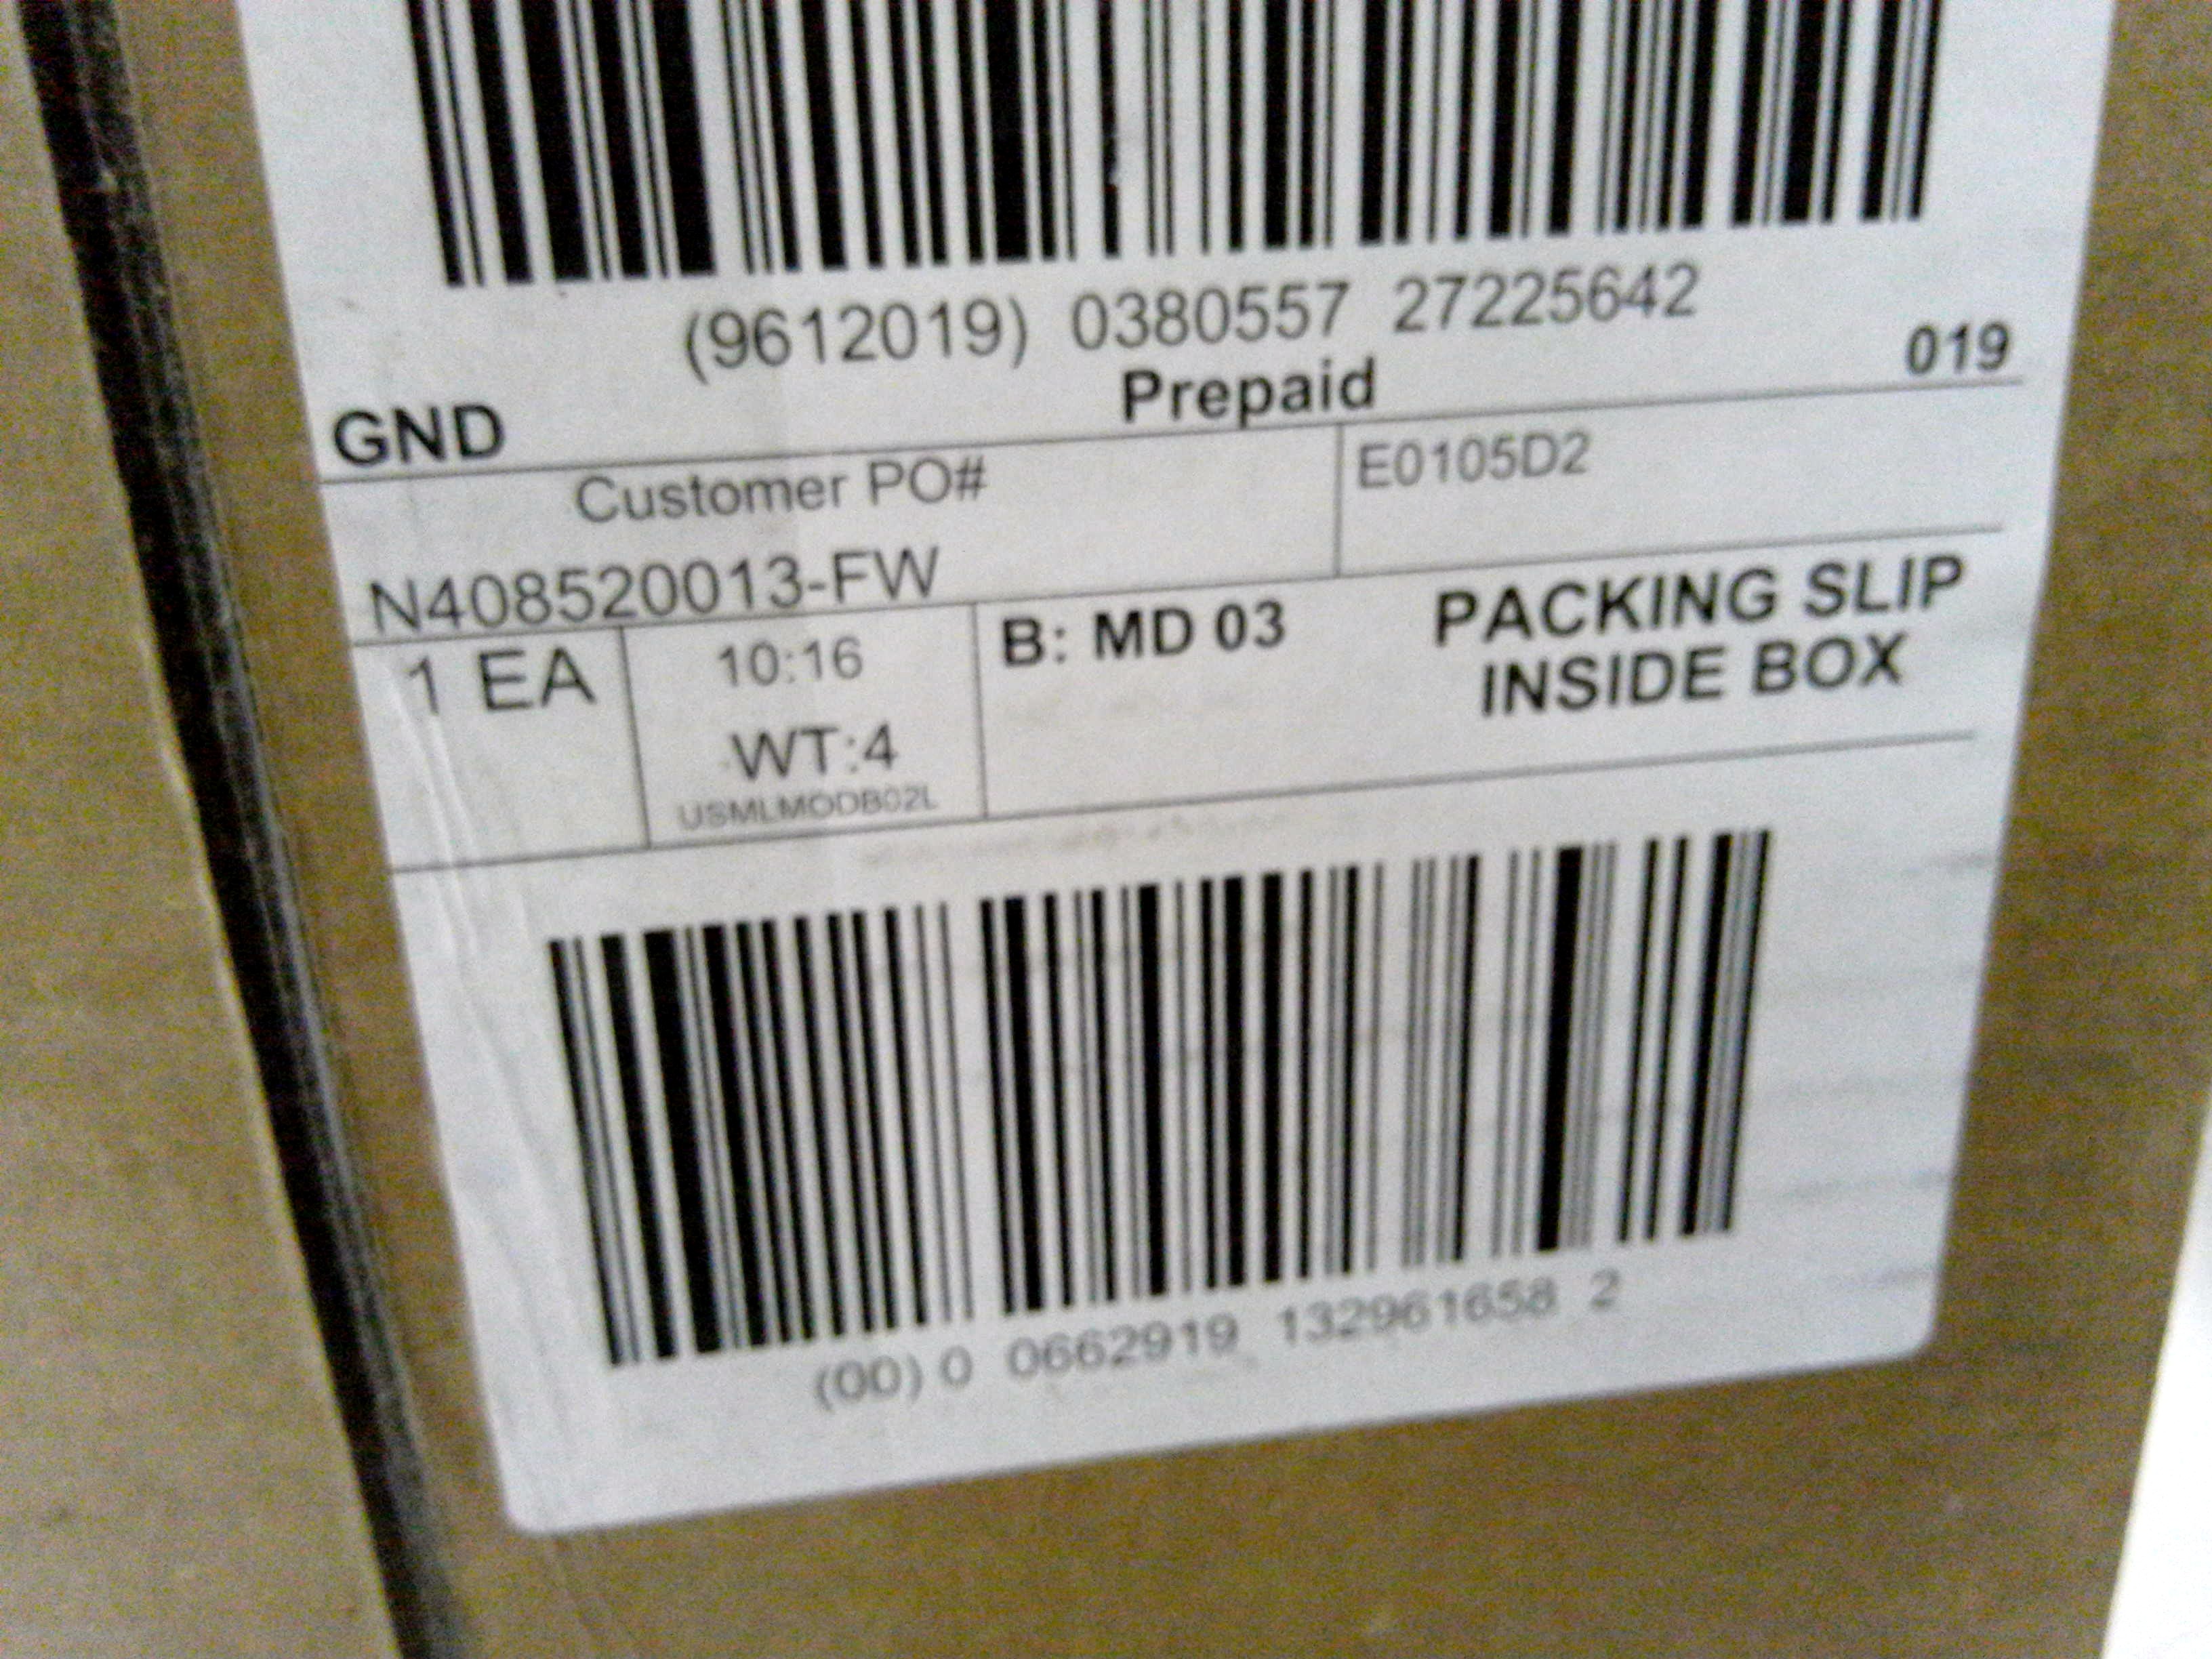 (9612019) 0380557 27225642
GND Prepaid 019
Customer PO# E0105D2
N408520013-FW
1 EA 10:16 B: MD 03 PACKING SLIP
INSIDE BOX
WT:4
USMLMODB02L
(00) 0 0662919 132961658 2